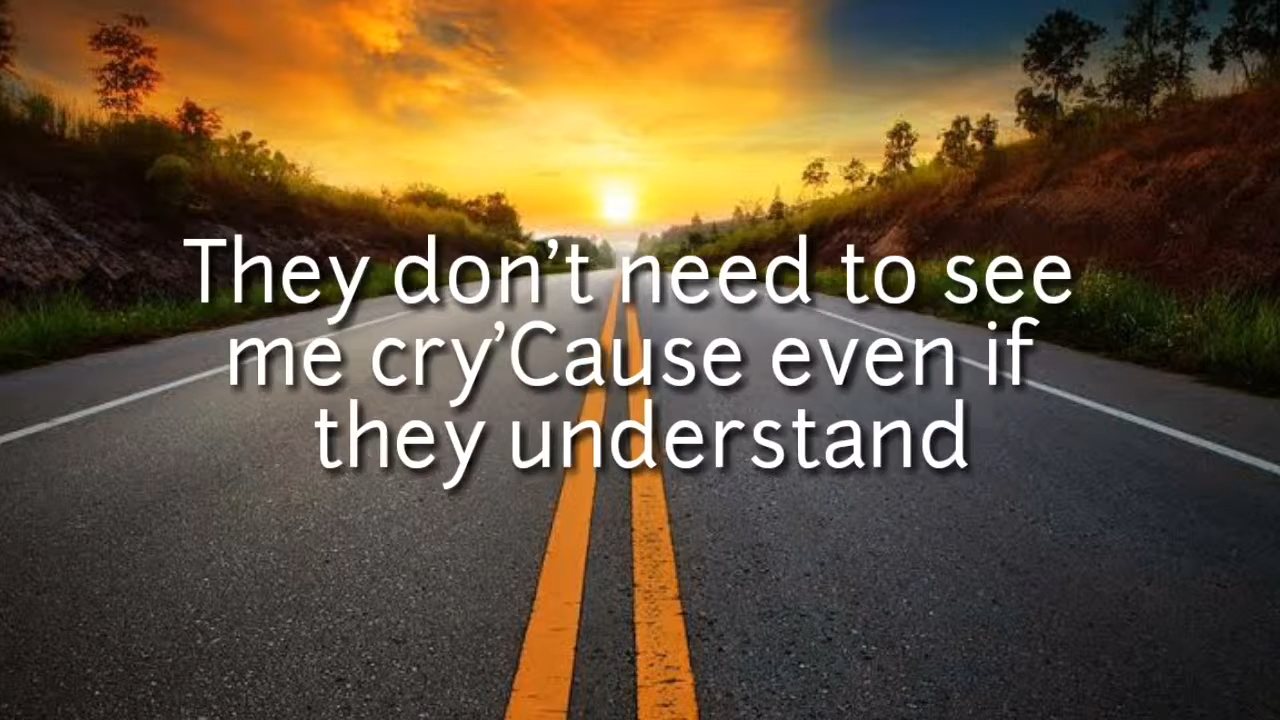 They don’t need to see
me cry’Cause even if
they understand